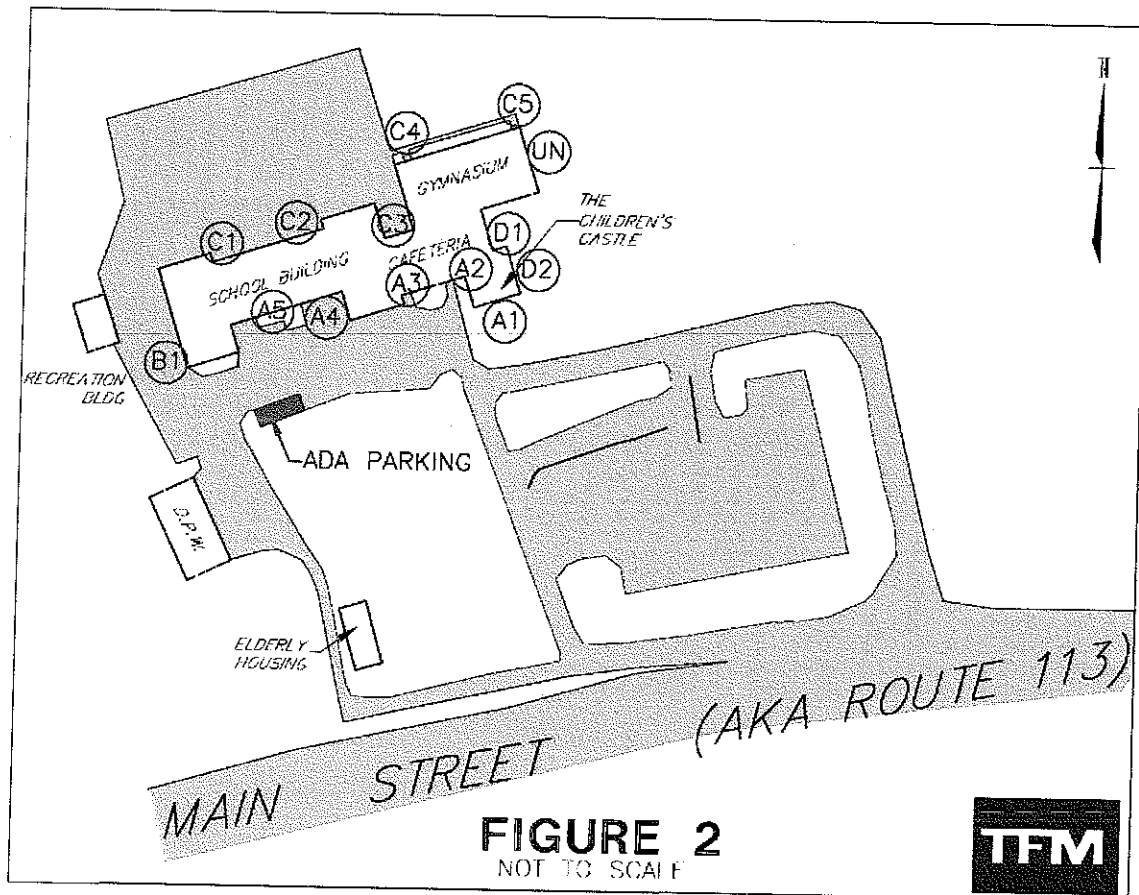 C5
C4
UN
GYMNASIUM
THE
CHILDREN'S
CASTLE
C2
C3
C1
D1
CAFETERIA
A2
D2
SCHOOL BUILDING
A3
A5
A4
A1
B1
RECREATION
BLDG
ADA PARKING
D.P.W.
ELDERLY
HOUSING
MAIN STREET (AKA ROUTE 113)
FIGURE 2
NOT TO SCALE
TFM